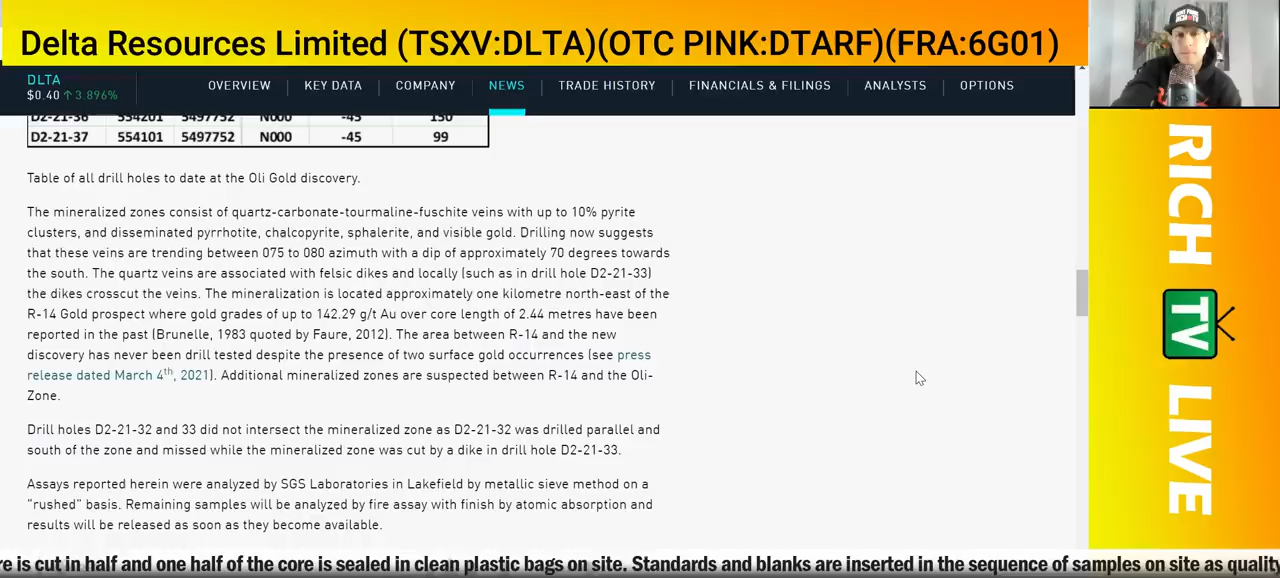 Delta Resources Limited (TSXV:DLTA)(OTC PINK:DTARF)(FRA:6G01)
DLTA
$0.40 ↑ 3.896%
OVERVIEW | KEY DATA | COMPANY | NEWS | TRADE HISTORY | FINANCIALS & FILINGS | ANALYSTS | OPTIONS
D2-21-36 554201 5497752 N000 -45 150
D2-21-37 554101 5497752 N000 -45 99
Table of all drill holes to date at the Oli Gold discovery.
The mineralized zones consist of quartz-carbonate-tourmaline-fuschite veins with up to 10% pyrite
clusters, and disseminated pyrrhotite, chalcopyrite, sphalerite, and visible gold. Drilling now suggests
that these veins are trending between 075 to 080 azimuth with a dip of approximately 70 degrees towards
the south. The quartz veins are associated with felsic dikes and locally (such as in drill hole D2-21-33)
the dikes crosscut the veins. The mineralization is located approximately one kilometre north-east of the
R-14 Gold prospect where gold grades of up to 142.29 g/t Au over core length of 2.44 metres have been
reported in the past (Brunelle, 1983 quoted by Faure, 2012). The area between R-14 and the new
discovery has never been drill tested despite the presence of two surface gold occurrences (see press
release dated March 4th, 2021). Additional mineralized zones are suspected between R-14 and the Oli-
Zone.
Drill holes D2-21-32 and 33 did not intersect the mineralized zone as D2-21-32 was drilled parallel and
south of the zone and missed while the mineralized zone was cut by a dike in drill hole D2-21-33.
Assays reported herein were analyzed by SGS Laboratories in Lakefield by metallic sieve method on a
"rushed" basis. Remaining samples will be analyzed by fire assay with finish by atomic absorption and
results will be released as soon as they become available.
RICH
TV
LIVE
re is cut in half and one half of the core is sealed in clean plastic bags on site. Standards and blanks are inserted in the sequence of samples on site as quality